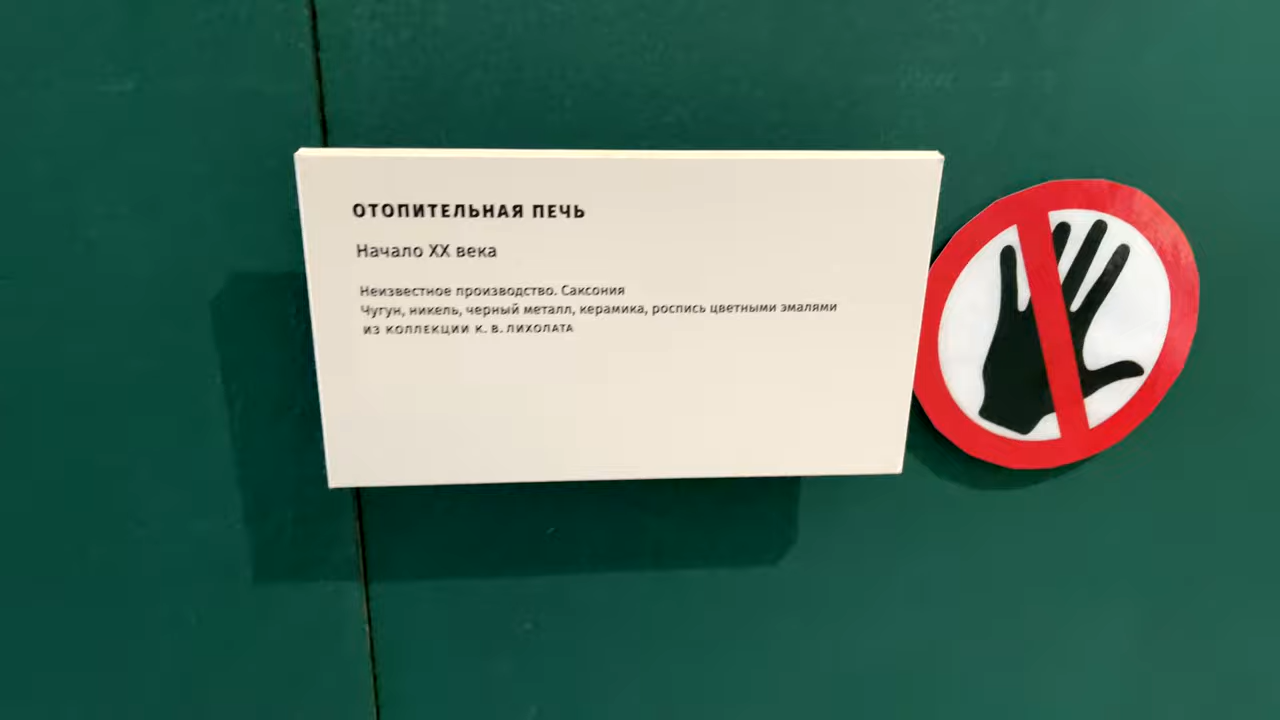 ОТОПИТЕЛЬНАЯ ПЕЧЬ
Начало XX века
Неизвестное производство. Саксония
Чугун, никель, черный металл, керамика, роспись цветными эмалями
ИЗ КОЛЛЕКЦИИ К. В. ЛИХОЛАТА